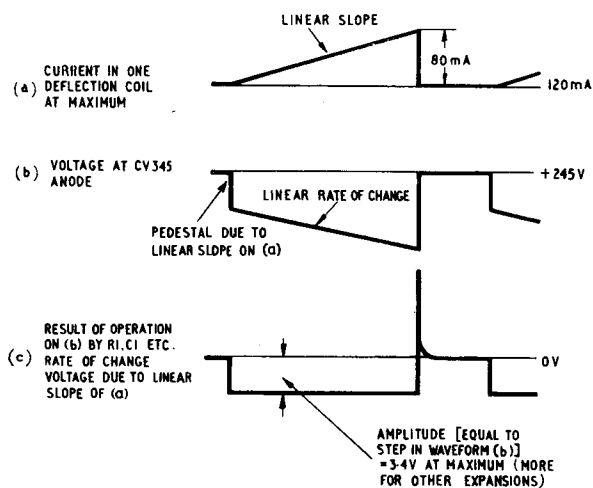 LINEAR SLOPE
80mA
(a) CURRENT IN ONE
DEFLECTION COIL
AT MAXIMUM
120mA
(b) VOLTAGE AT CV345
ANODE
+245V
LINEAR RATE OF CHANGE
PEDESTAL DUE TO
LINEAR SLOPE ON (a)
(c) RESULT OF OPERATION
ON (b) BY R1,C1 ETC.
RATE OF CHANGE
VOLTAGE DUE TO LINEAR
SLOPE OF (a)
0V
AMPLITUDE [EQUAL TO
STEP IN WAVEFORM (b)]
=3·4V AT MAXIMUM (MORE
FOR OTHER EXPANSIONS)